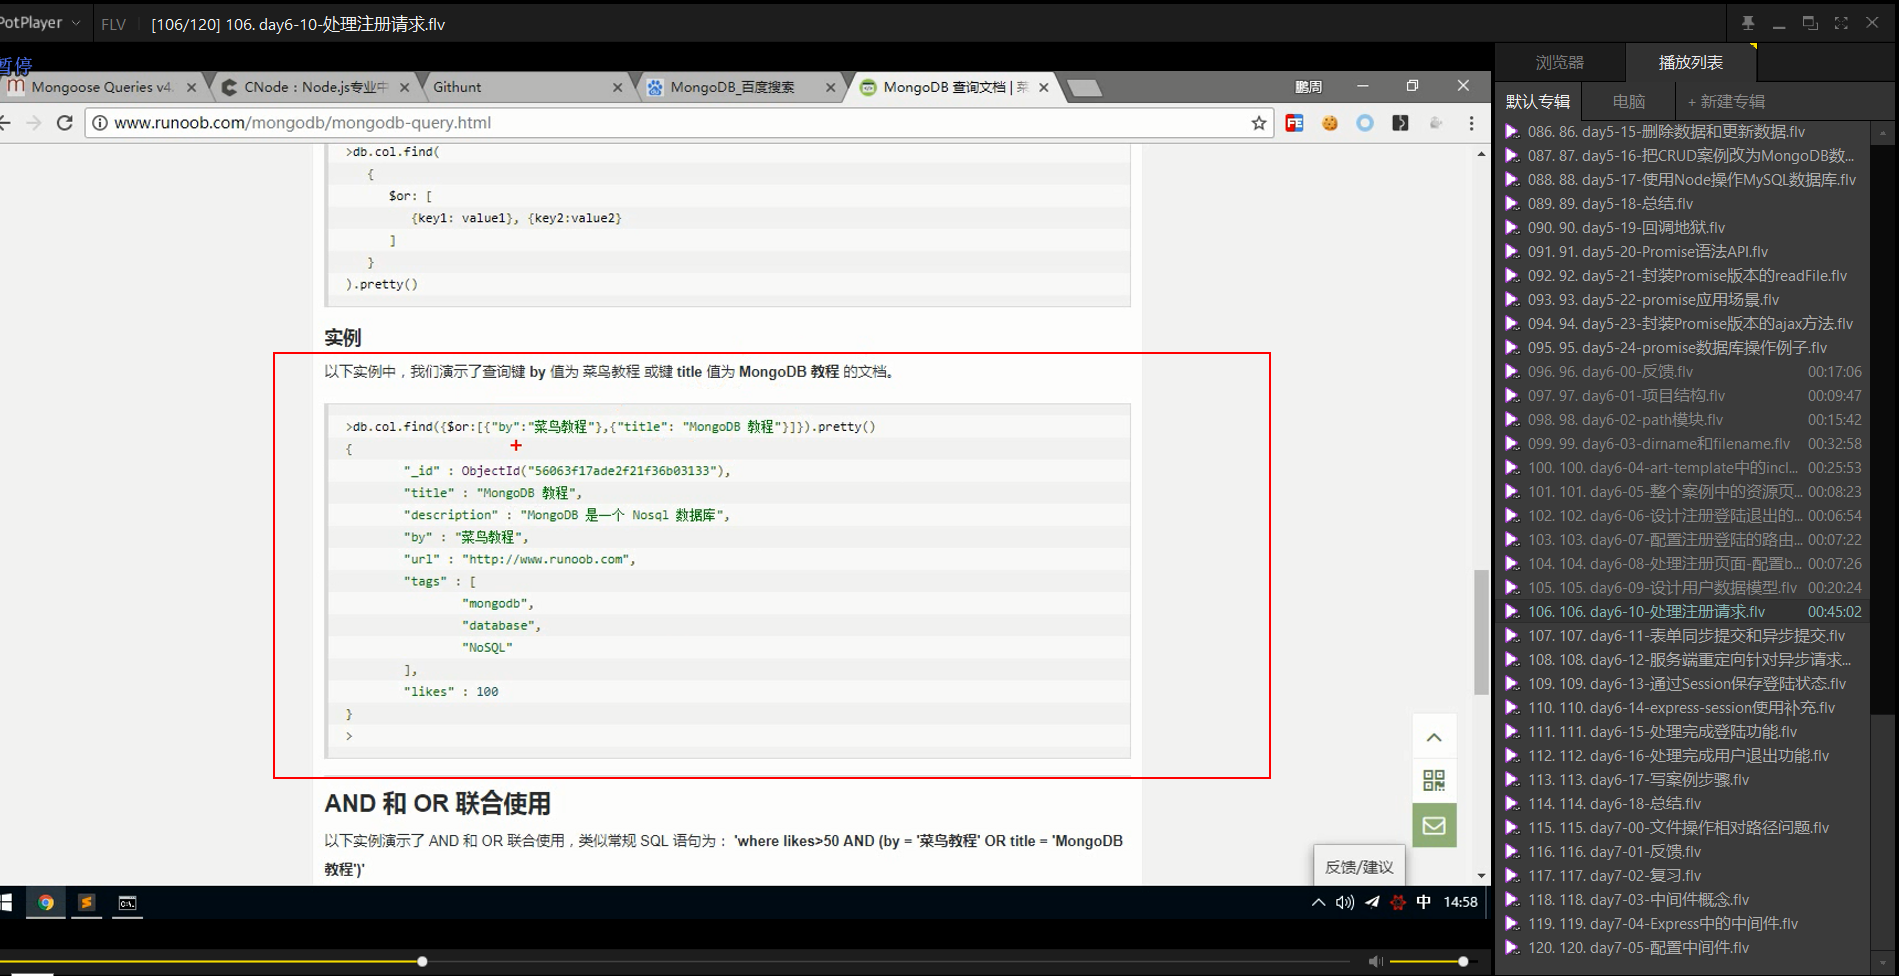 PotPlayer
FLV
[106/120] 106. day6-10-处理注册请求.flv
暂停
Mongoose Queries v4.
CNode：Node.js专业中
Githunt
MongoDB_百度搜索
MongoDB 查询文档 | 菜
鹏周
www.runoob.com/mongodb/mongodb-query.html
>db.col.find(
{
$or: [
{key1: value1}, {key2:value2}
]
}
).pretty()
实例
以下实例中，我们演示了查询键 by 值为 菜鸟教程 或键 title 值为 MongoDB 教程 的文档。
>db.col.find({$or:[{"by":"菜鸟教程"},{"title": "MongoDB 教程"}]}).pretty()
{
"_id" : ObjectId("56063f17ade2f21f36b03133"),
"title" : "MongoDB 教程",
"description" : "MongoDB 是一个 Nosql 数据库",
"by" : "菜鸟教程",
"url" : "http://www.runoob.com",
"tags" : [
"mongodb",
"database",
"NoSQL"
],
"likes" : 100
}
>
AND 和 OR 联合使用
以下实例演示了 AND 和 OR 联合使用，类似常规 SQL 语句为： 'where likes>50 AND (by = '菜鸟教程' OR title = 'MongoDB
教程')'
反馈/建议
中
14:58
浏览器
播放列表
默认专辑
电脑
+ 新建专辑
086. 86. day5-15-删除数据和更新数据.flv
087. 87. day5-16-把CRUD案例改为MongoDB数...
088. 88. day5-17-使用Node操作MySQL数据库.flv
089. 89. day5-18-总结.flv
090. 90. day5-19-回调地狱.flv
091. 91. day5-20-Promise语法API.flv
092. 92. day5-21-封装Promise版本的readFile.flv
093. 93. day5-22-promise应用场景.flv
094. 94. day5-23-封装Promise版本的ajax方法.flv
095. 95. day5-24-promise数据库操作例子.flv
096. 96. day6-00-反馈.flv 00:17:06
097. 97. day6-01-项目结构.flv 00:09:47
098. 98. day6-02-path模块.flv 00:15:42
099. 99. day6-03-dirname和filename.flv 00:32:58
100. 100. day6-04-art-template中的incl... 00:25:53
101. 101. day6-05-整个案例中的资源页... 00:08:23
102. 102. day6-06-设计注册登陆退出的... 00:06:54
103. 103. day6-07-配置注册登陆的路由... 00:07:22
104. 104. day6-08-处理注册页面-配置b... 00:07:26
105. 105. day6-09-设计用户数据模型.flv 00:20:24
106. 106. day6-10-处理注册请求.flv 00:45:02
107. 107. day6-11-表单同步提交和异步提交.flv
108. 108. day6-12-服务端重定向针对异步请求...
109. 109. day6-13-通过Session保存登陆状态.flv
110. 110. day6-14-express-session使用补充.flv
111. 111. day6-15-处理完成登陆功能.flv
112. 112. day6-16-处理完成用户退出功能.flv
113. 113. day6-17-写案例步骤.flv
114. 114. day6-18-总结.flv
115. 115. day7-00-文件操作相对路径问题.flv
116. 116. day7-01-反馈.flv
117. 117. day7-02-复习.flv
118. 118. day7-03-中间件概念.flv
119. 119. day7-04-Express中的中间件.flv
120. 120. day7-05-配置中间件.flv